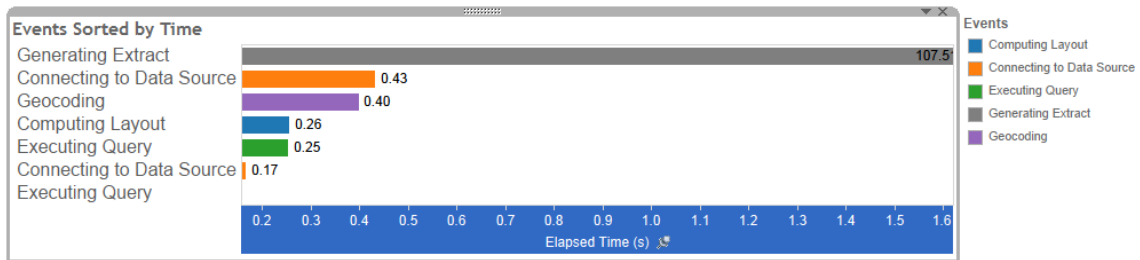 Events Sorted by Time
Generating Extract 107.51
Connecting to Data Source 0.43
Geocoding 0.40
Computing Layout 0.26
Executing Query 0.25
Connecting to Data Source 0.17
Executing Query
0.2 0.3 0.4 0.5 0.6 0.7 0.8 0.9 1.0 1.1 1.2 1.3 1.4 1.5 1.6
Elapsed Time (s)
Events
Computing Layout
Connecting to Data Source
Executing Query
Generating Extract
Geocoding